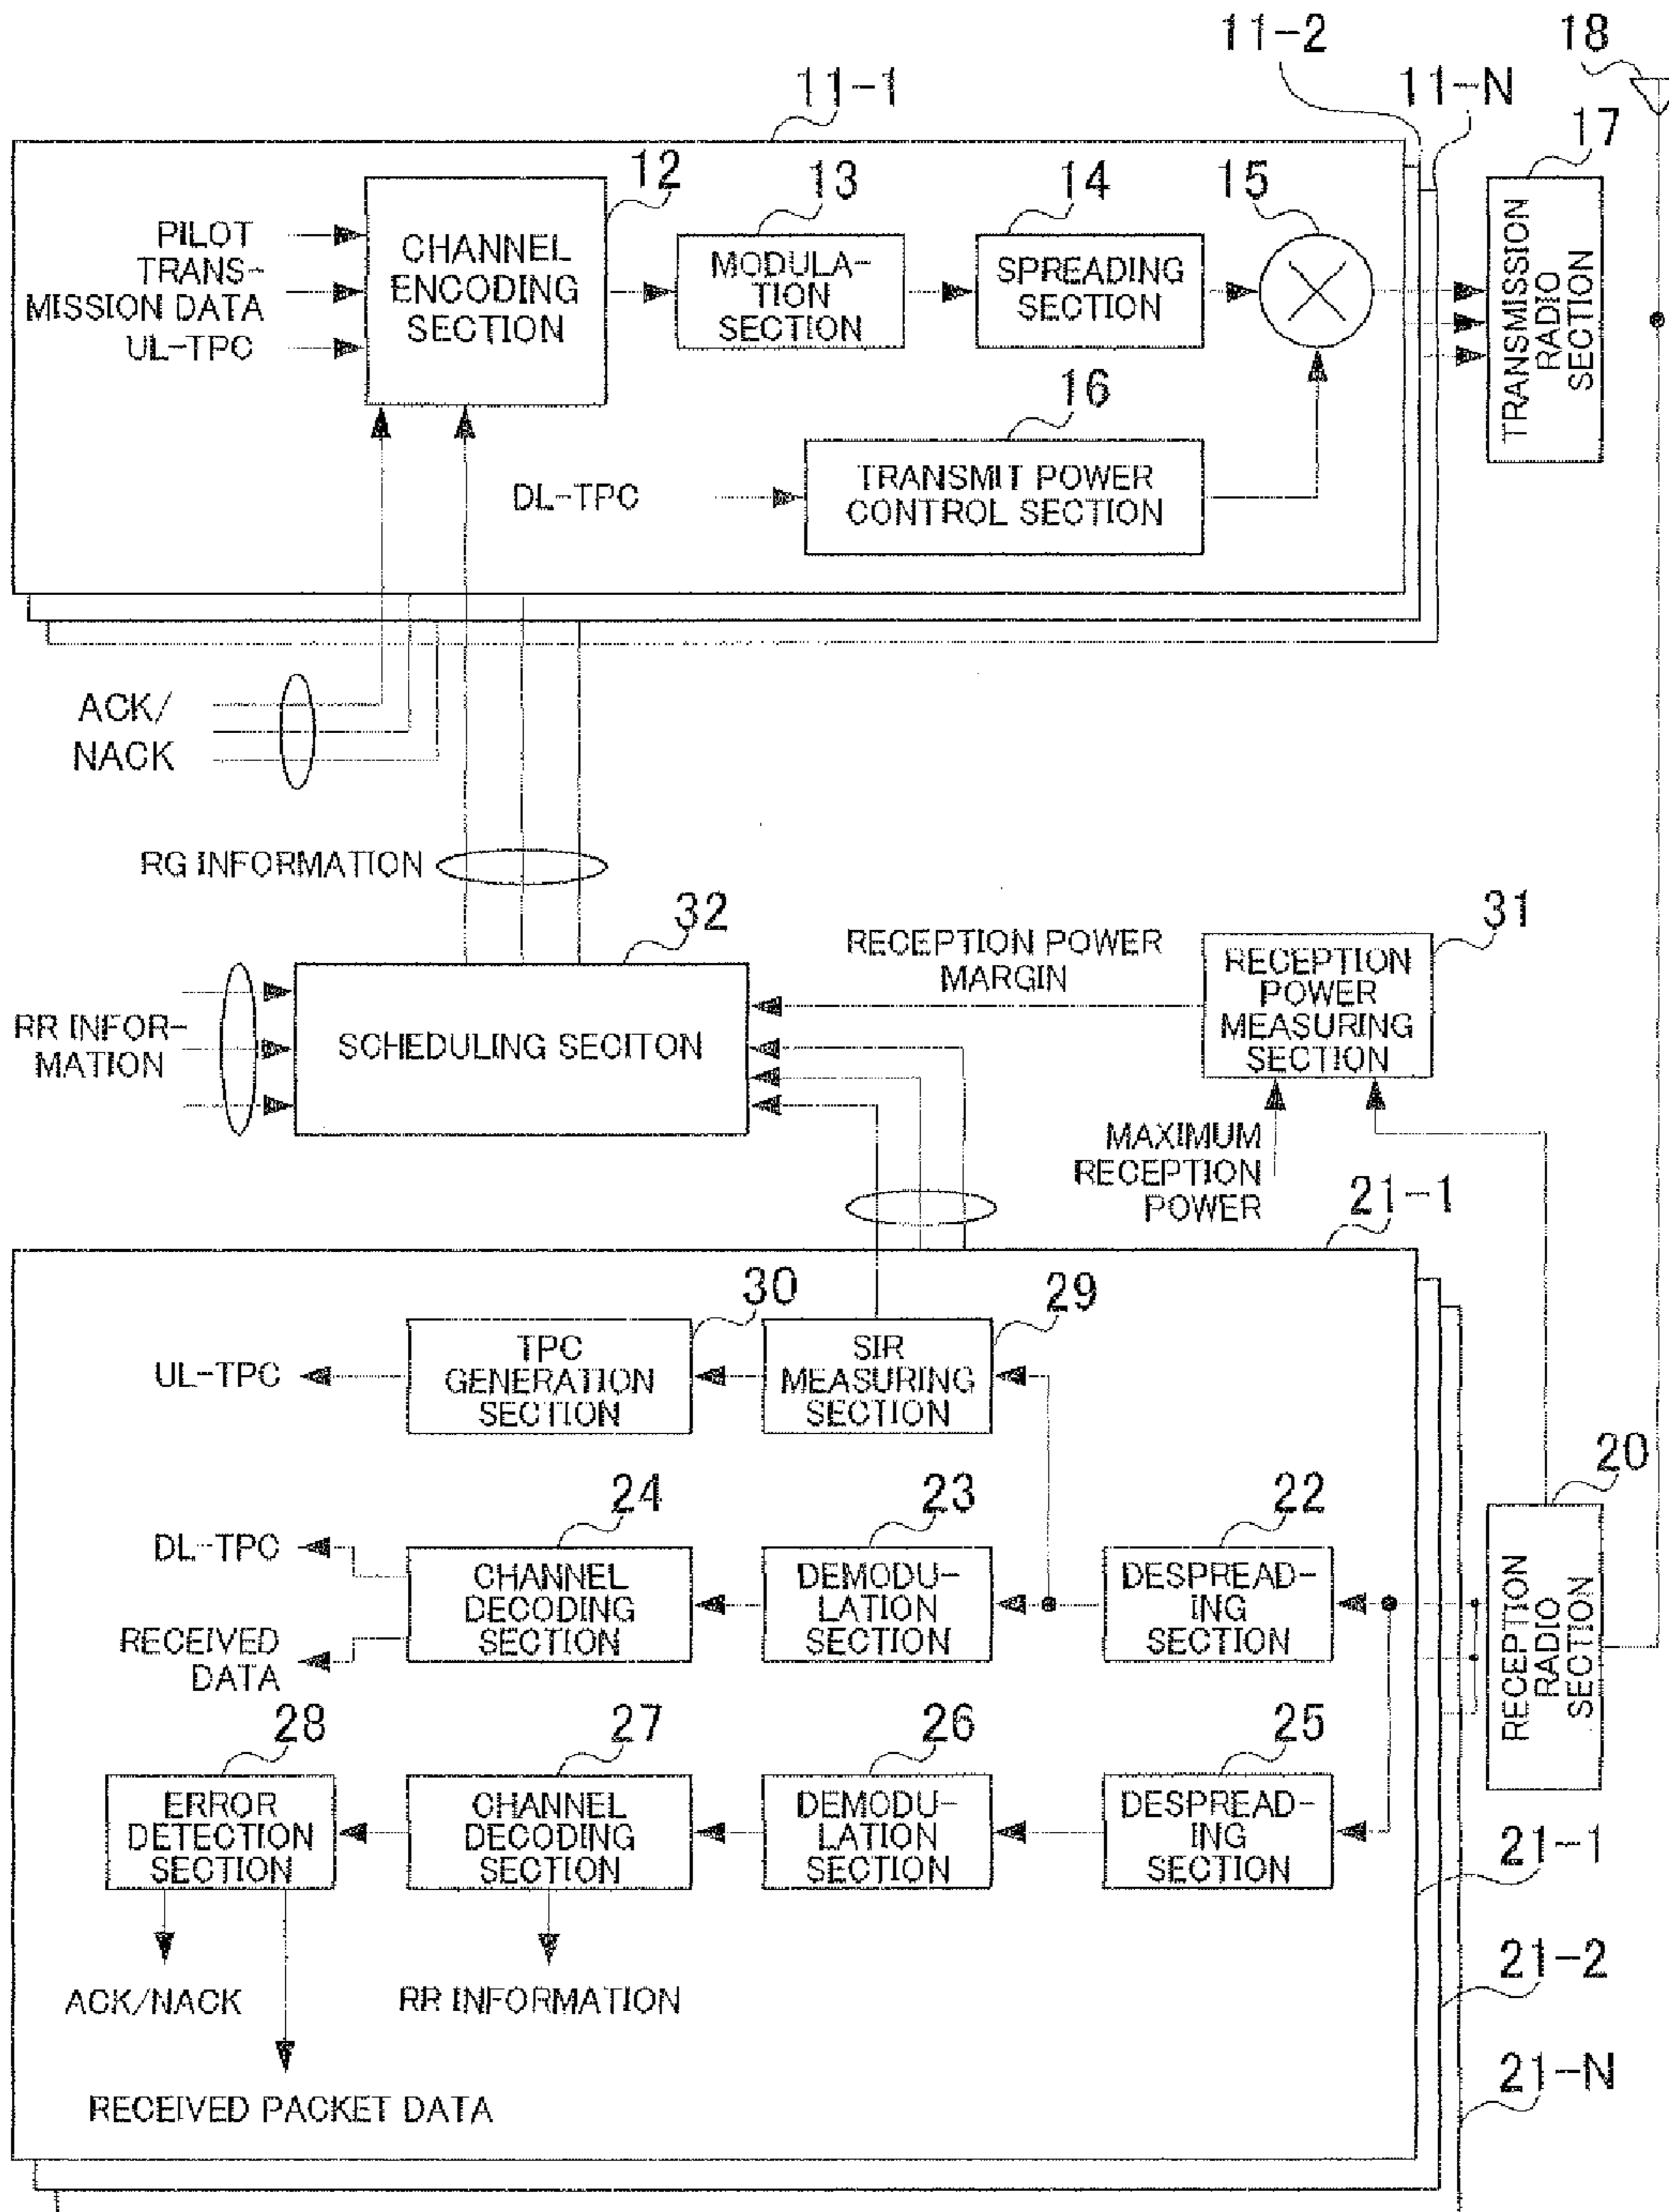 11-2
18
11-1
11-N
17
12
13
14
15
PILOT
TRANS-
MISSION DATA
UL-TPC
CHANNEL
ENCODING
SECTION
MODULA-
TION
SECTION
SPREADING
SECTION
TRANSMISSION
RADIO
SECTION
16
DL-TPC
TRANSMIT POWER
CONTROL SECTION
ACK/
NACK
RG INFORMATION
32
31
RECEPTION POWER
MARGIN
RECEPTION
POWER
MEASURING
SECTION
RR INFOR-
MATION
SCHEDULING SECITON
MAXIMUM
RECEPTION
POWER
21-1
30
29
UL-TPC
TPC
GENERATION
SECTION
SIR
MEASURING
SECTION
20
24
23
22
DL-TPC
RECEIVED
DATA
CHANNEL
DECODING
SECTION
DEMODU-
LATION
SECTION
DESPREAD-
ING
SECTION
RECEPTION
RADIO
SECTION
28
27
26
25
ERROR
DETECTION
SECTION
CHANNEL
DECODING
SECTION
DEMODU-
LATION
SECTION
DESPREAD-
ING
SECTION
21-1
21-2
ACK/NACK
RR INFORMATION
21-N
RECEIVED PACKET DATA